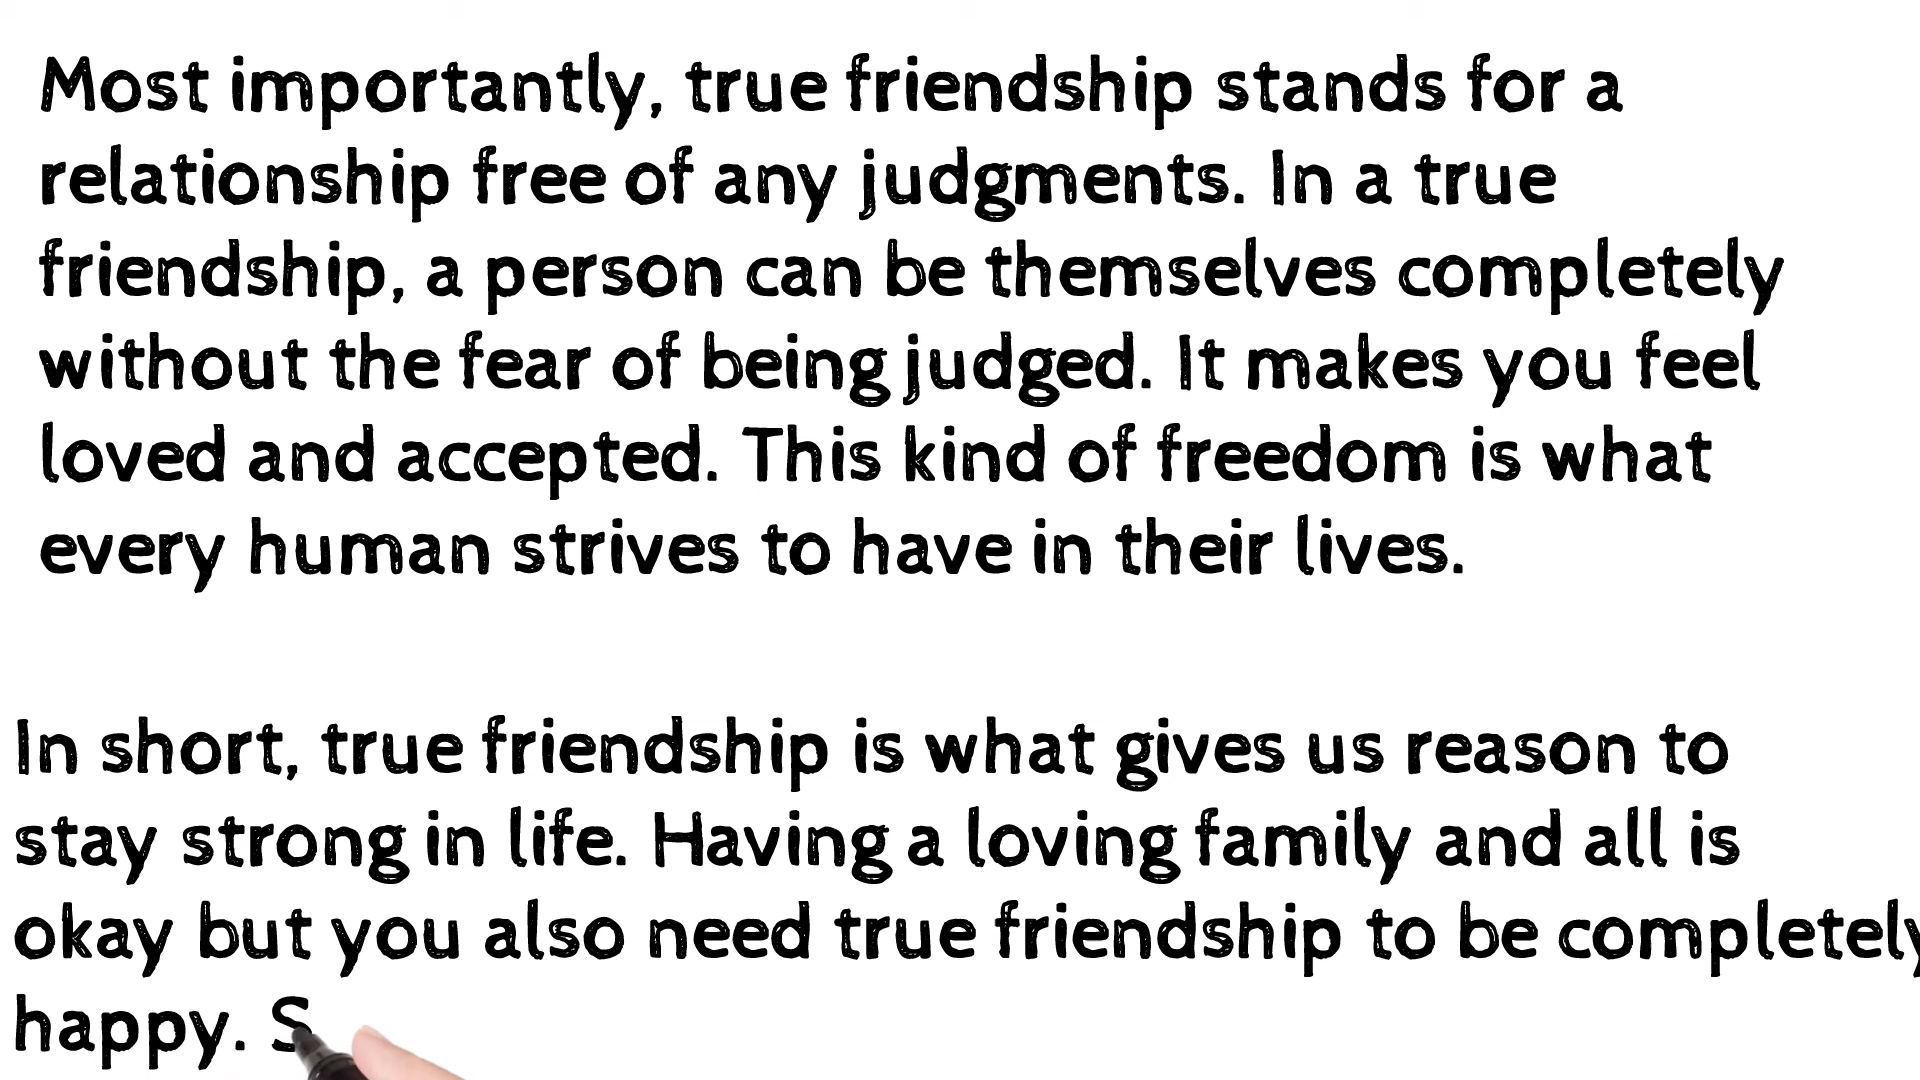 Most importantly, true friendship stands for a
relationship free of any judgments. In a true
friendship, a person can be themselves completely
without the fear of being judged. It makes you feel
loved and accepted. This kind of freedom is what
every human strives to have in their lives.
In short, true friendship is what gives us reason to
stay strong in life. Having a loving family and all is
okay but you also need true friendship to be completely
happy. S